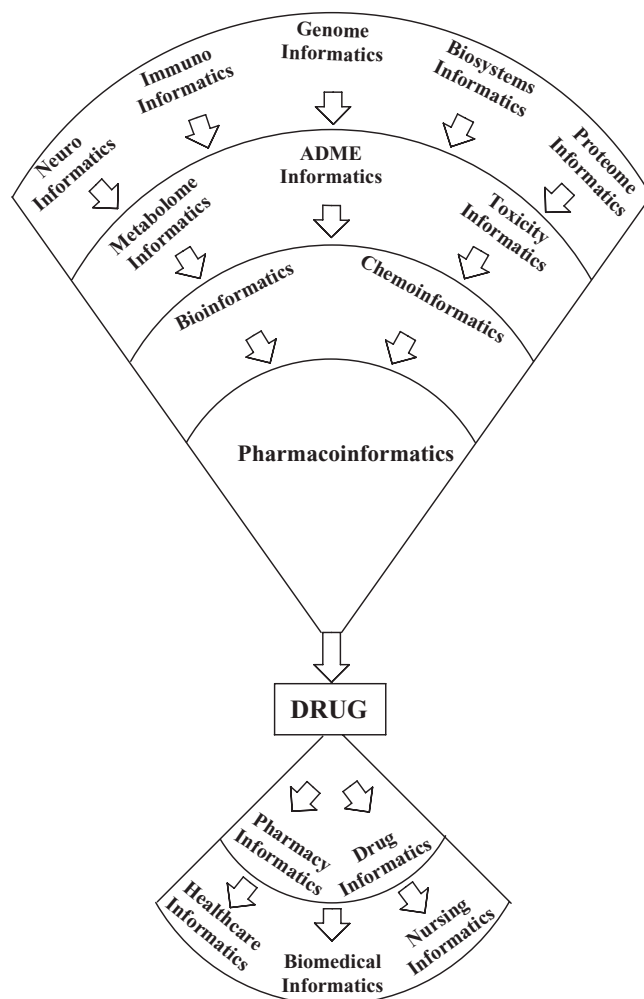 Neuro
Informatics
Immuno
Informatics
Genome
Informatics
Biosystems
Informatics
Proteome
Informatics
Metabolome
Informatics
ADME
Informatics
Toxicity
Informatics
Bioinformatics
Chemoinformatics
Pharmacoinformatics
DRUG
Pharmacy
Informatics
Drug
Informatics
Healthcare
Informatics
Biomedical
Informatics
Nursing
Informatics